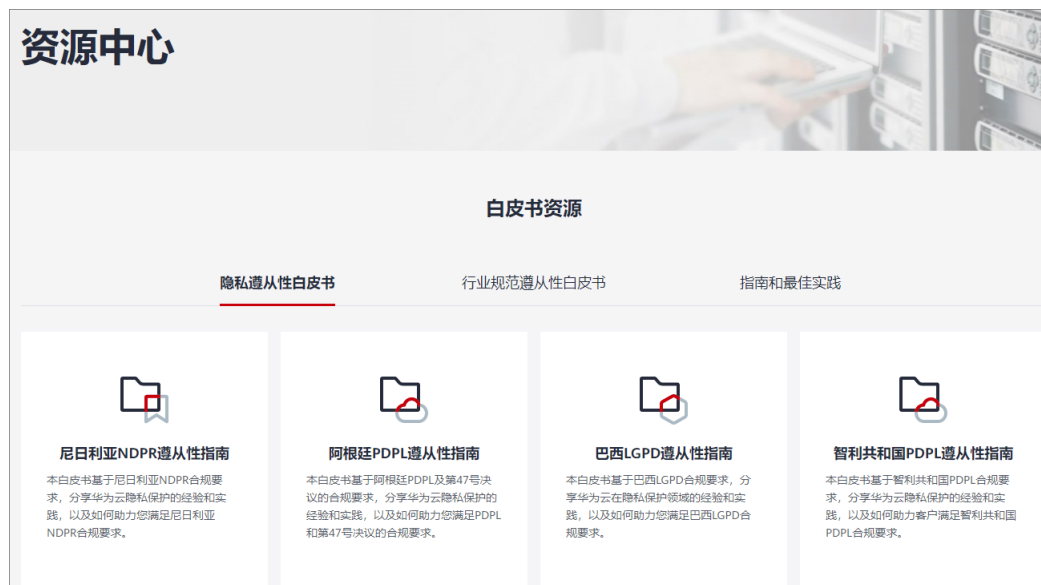 资源中心
白皮书资源
隐私遵从性白皮书
行业规范遵从性白皮书
指南和最佳实践
尼日利亚NDPR遵从性指南
本白皮书基于尼日利亚NDPR合规要
求，分享华为云隐私保护的经验和实
践，以及如何助力您满足尼日利亚
NDPR合规要求。
阿根廷PDPL遵从性指南
本白皮书基于阿根廷PDPL及第47号决
议的合规要求，分享华为云隐私保护的
经验和实践，以及如何助力您满足PDPL
和第47号决议的合规要求。
巴西LGPD遵从性指南
本白皮书基于巴西LGPD合规要求，分
享华为云在隐私保护领域的经验和实
践，以及如何助力您满足巴西LGPD合
规要求。
智利共和国PDPL遵从性指南
本白皮书基于智利共和国PDPL合规要
求，分享华为云隐私保护的经验和实
践，以及如何助力客户满足智利共和国
PDPL合规要求。